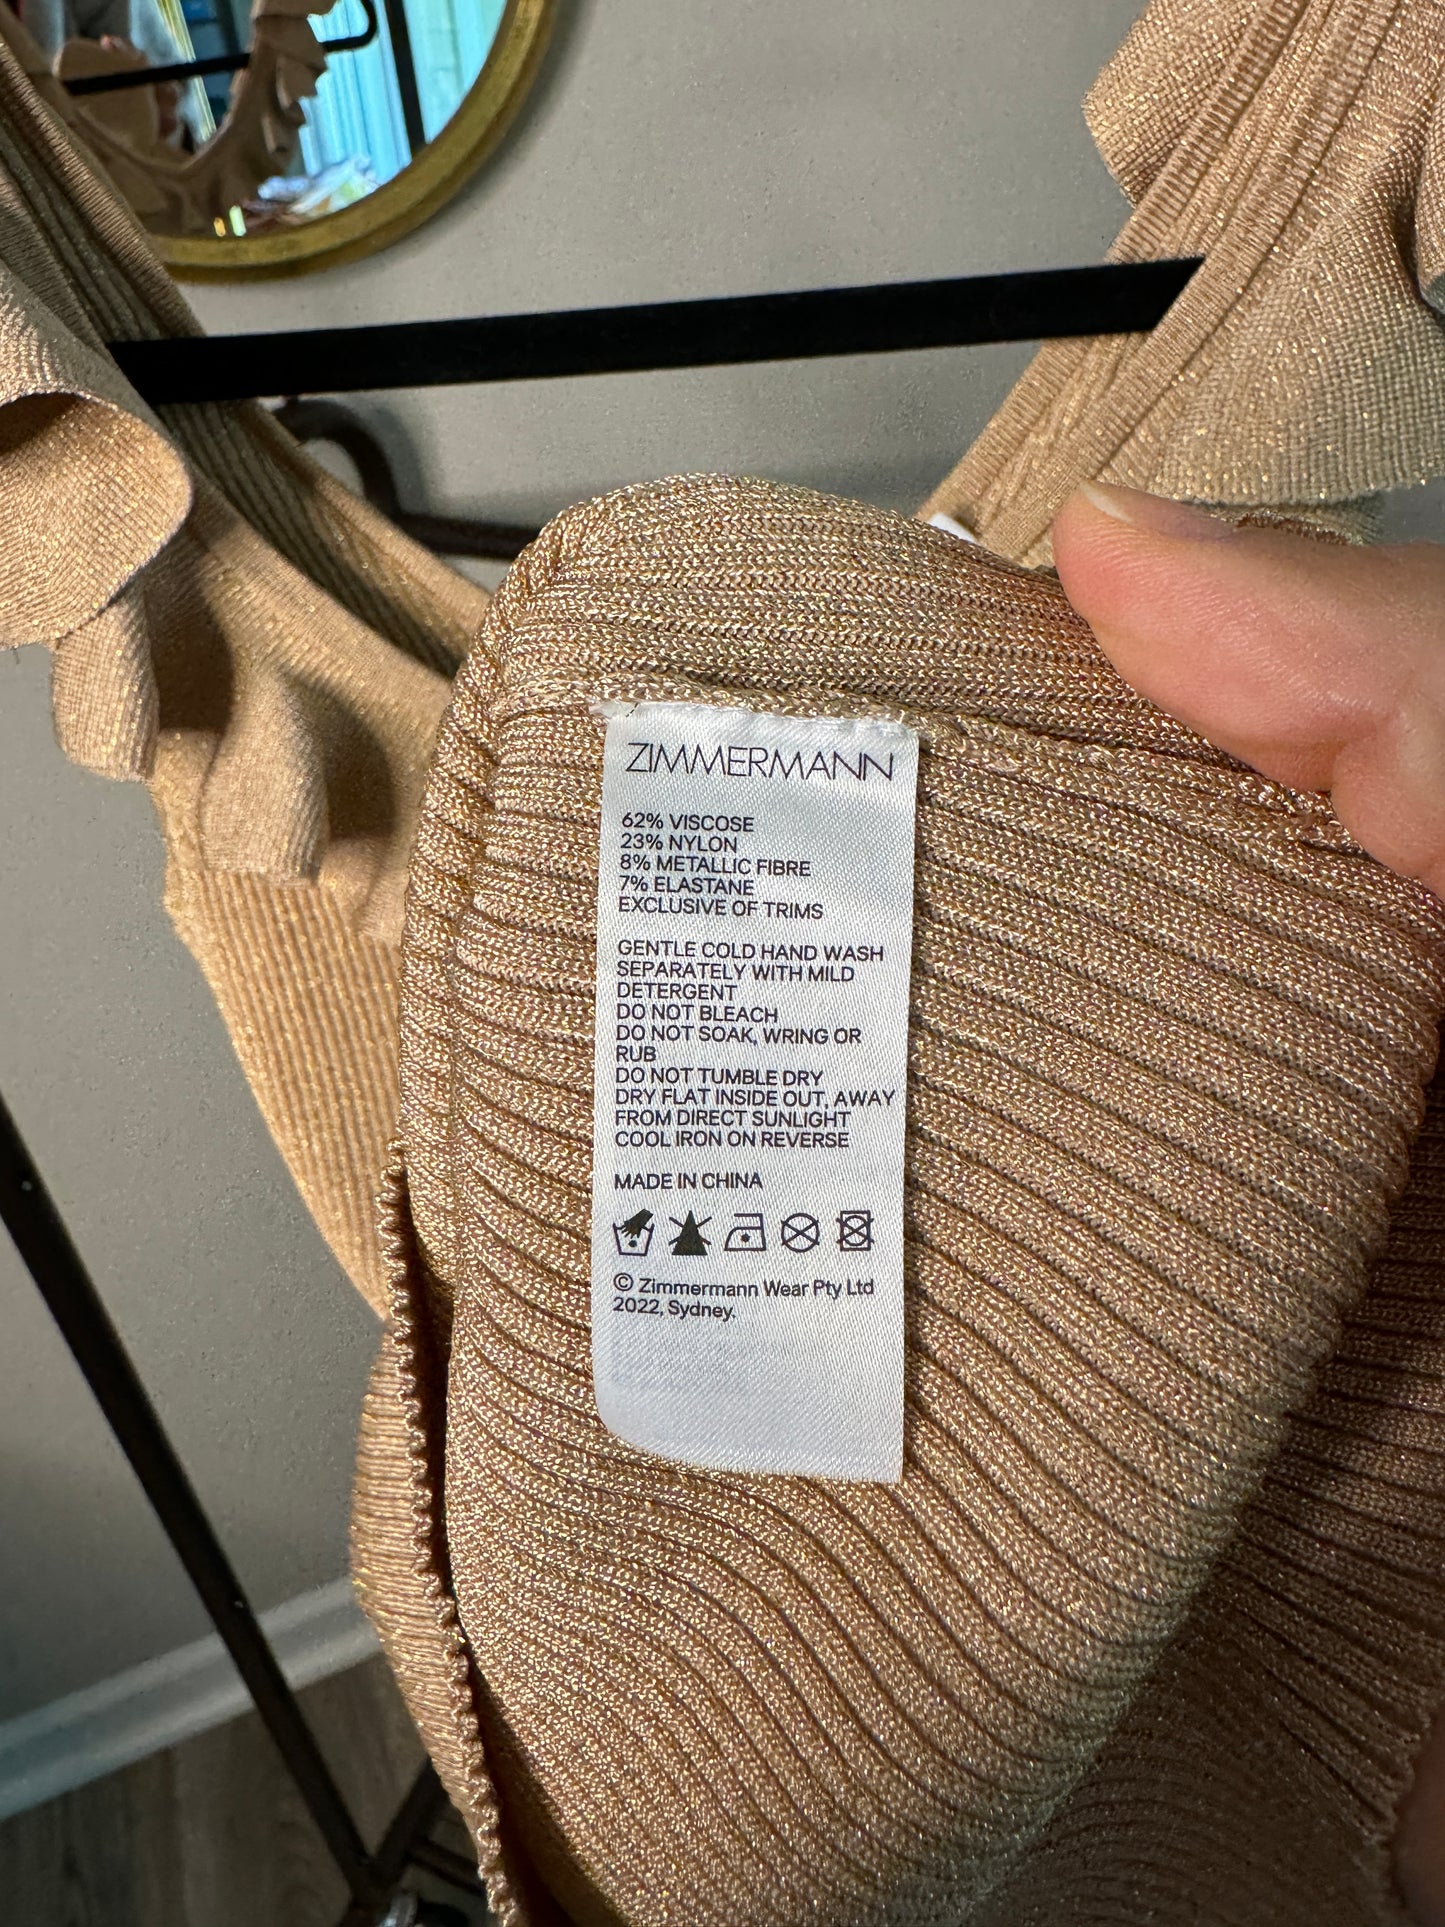 ZIMMERMANN
62% VISCOSE
23% NYLON
8% METALLIC FIBRE
7% ELASTANE
EXCLUSIVE OF TRIMS
GENTLE COLD HAND WASH
SEPARATELY WITH MILD
DETERGENT
DO NOT BLEACH
DO NOT SOAK, WRING OR
RUB
DO NOT TUMBLE DRY
DRY FLAT INSIDE OUT, AWAY
FROM DIRECT SUNLIGHT
COOL IRON ON REVERSE
MADE IN CHINA
© Zimmermann Wear Pty Ltd
2022, Sydney.